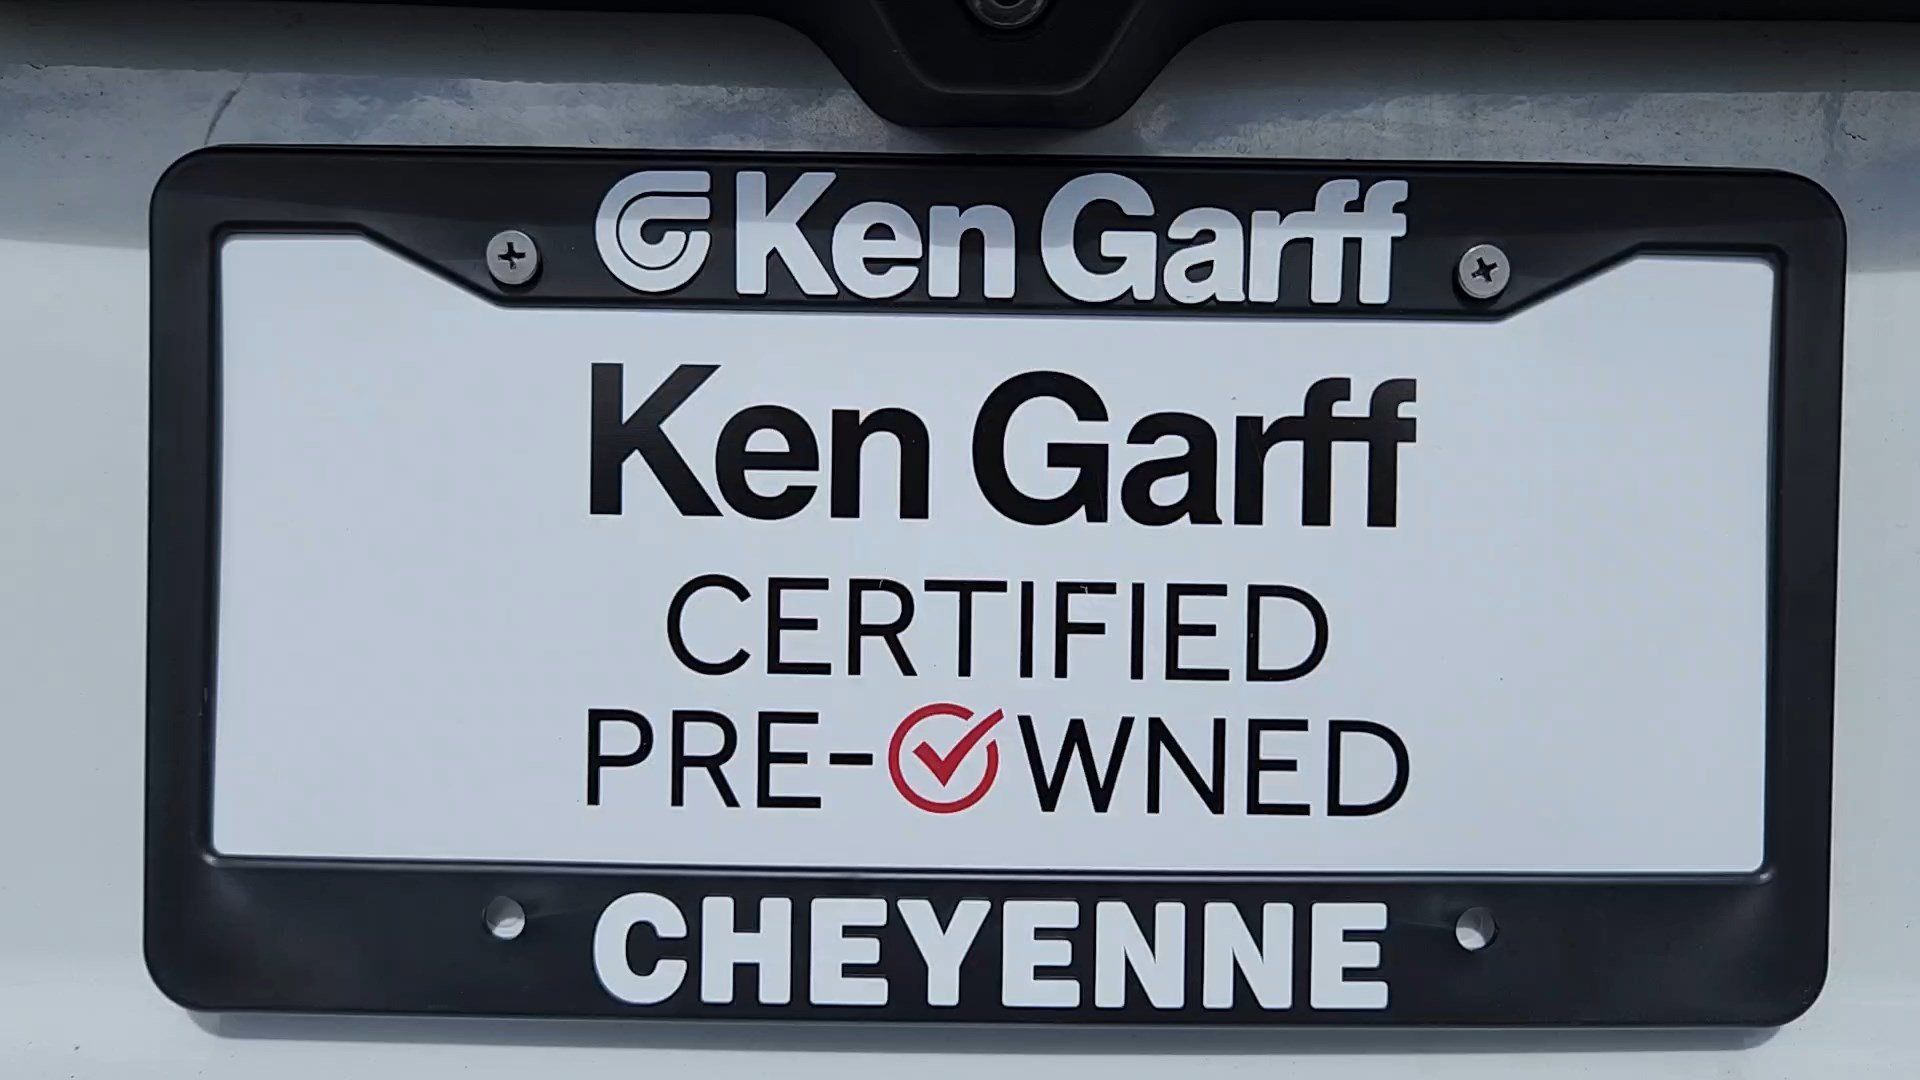 Ken Garff
Ken Garff
CERTIFIED
PRE-OWNED
CHEYENNE